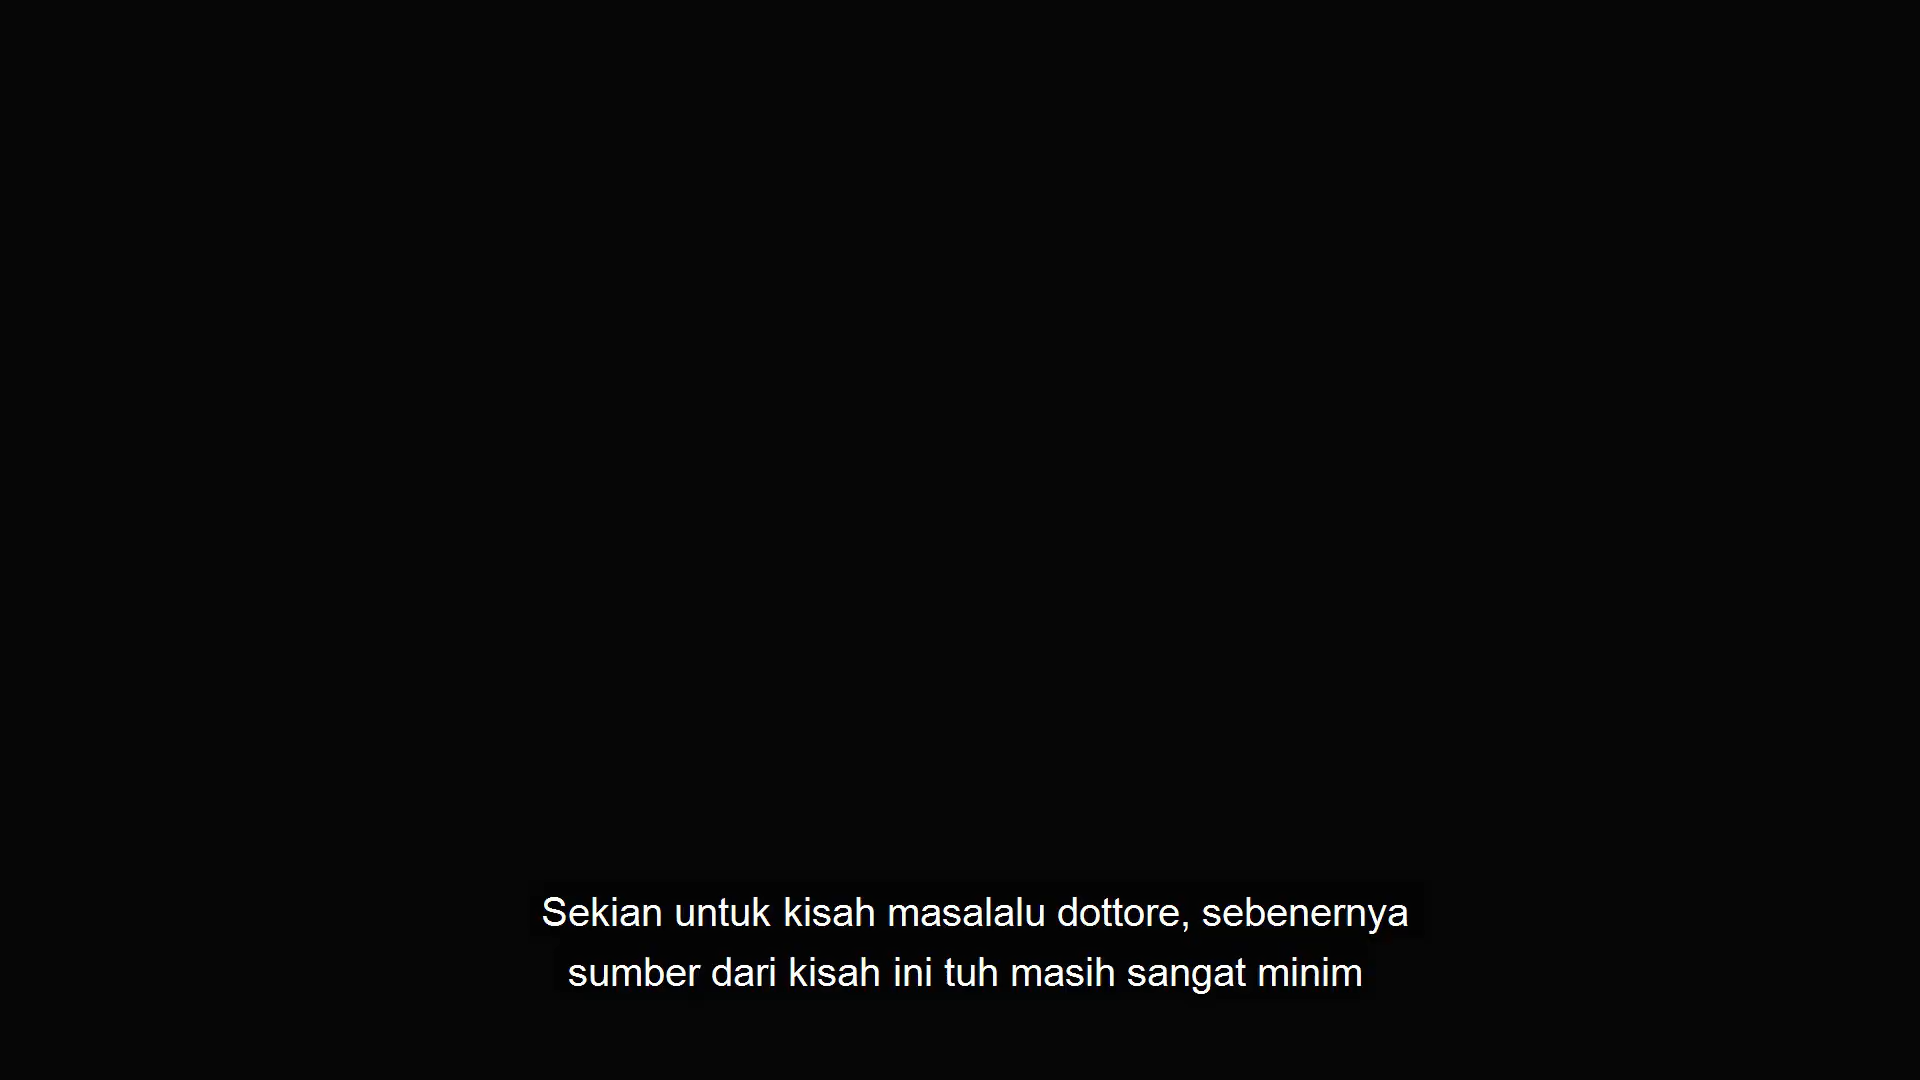 Sekian untuk kisah masalalu dottore, sebenernya
sumber dari kisah ini tuh masih sangat minim